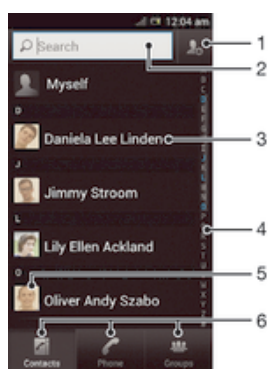 12:04 am
Search
1
2
Myself
D
Daniela Lee Linden
3
J
Jimmy Stroom
L
4
Lily Ellen Ackland
O
5
Oliver Andy Szabo
6
Contacts
Phone
Groups